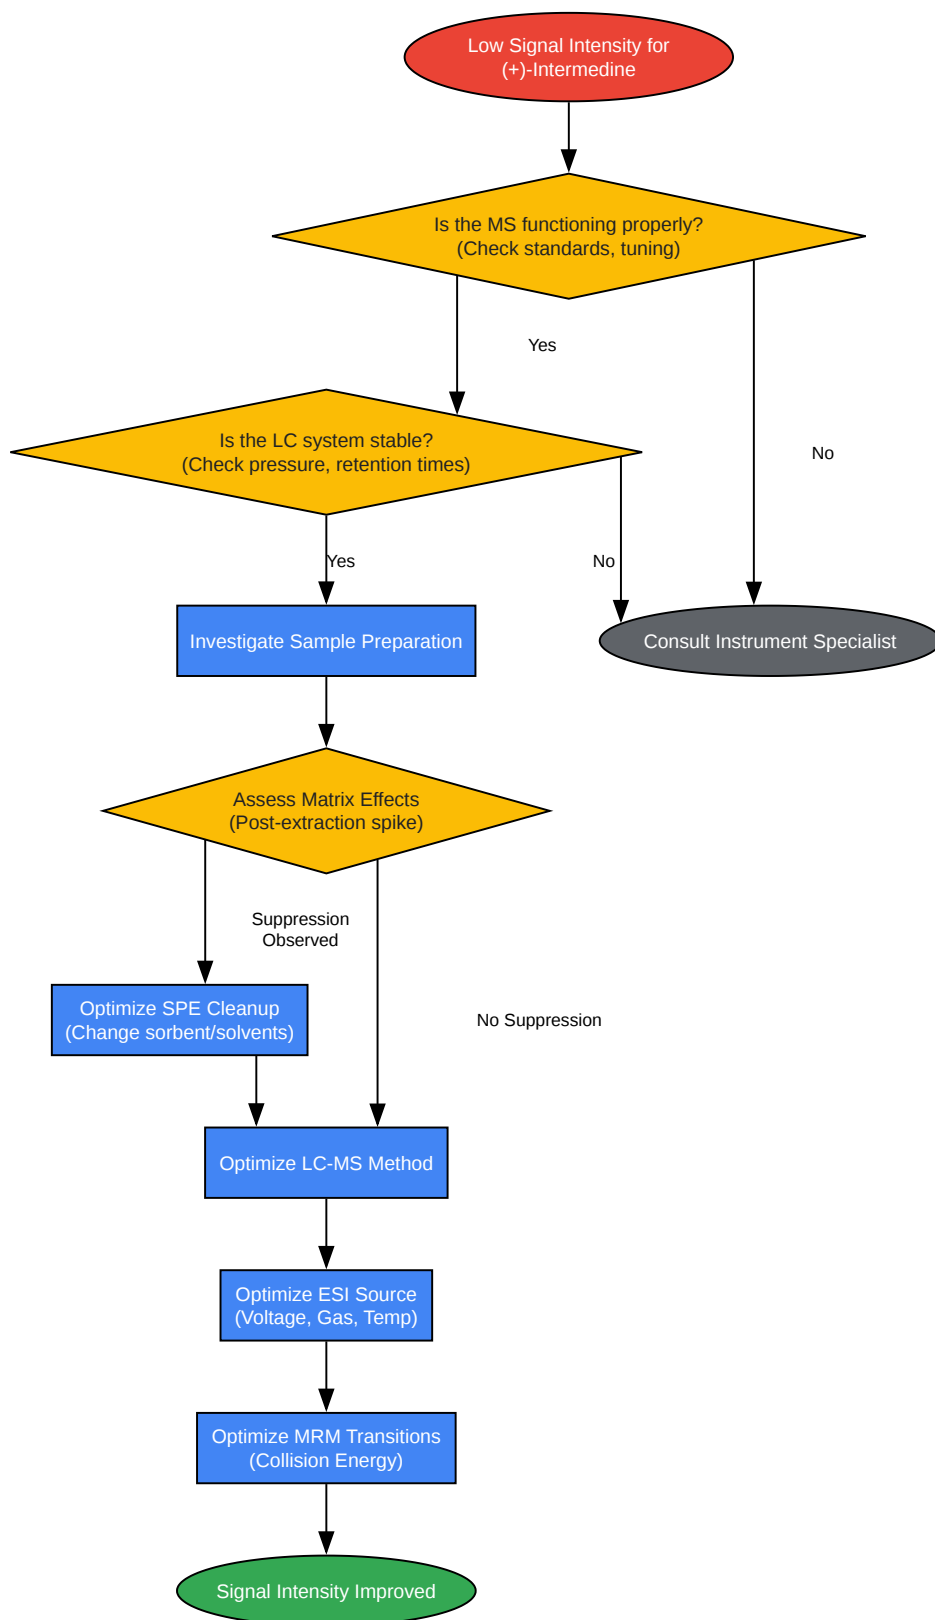 Low Signal Intensity for
(+)-Intermedine
Is the MS functioning properly?
(Check standards, tuning)
Yes
Is the LC system stable?
(Check pressure, retention times)
No
Yes
No
Investigate Sample Preparation
Consult Instrument Specialist
Assess Matrix Effects
(Post-extraction spike)
Suppression
Observed
Optimize SPE Cleanup
(Change sorbent/solvents)
No Suppression
Optimize LC-MS Method
Optimize ESI Source
(Voltage, Gas, Temp)
Optimize MRM Transitions
(Collision Energy)
Signal Intensity Improved